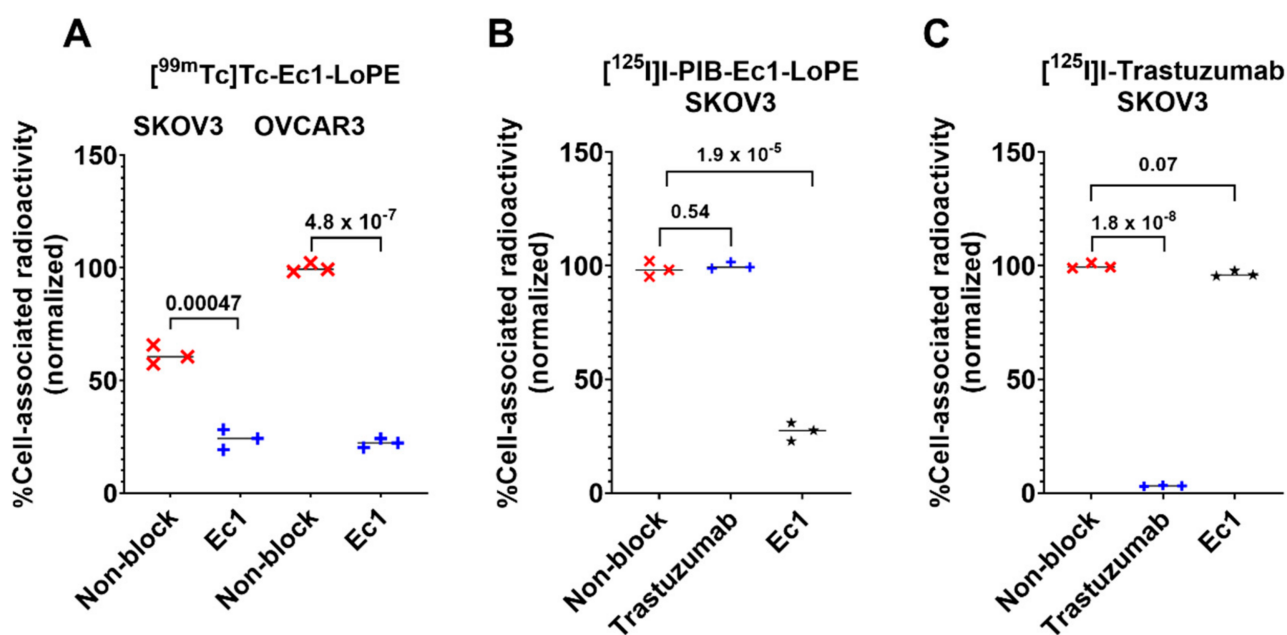 A
[⁹⁹ᵐTc]Tc-Ec1-LoPE
SKOV3 OVCAR3
%Cell-associated radioactivity
(normalized)
150
100
50
0
0.00047
4.8 x 10⁻⁷
Non-block
Ec1
Non-block
Ec1
B
[¹²⁵I]I-PIB-Ec1-LoPE
SKOV3
%Cell-associated radioactivity
(normalized)
150
100
50
0
1.9 x 10⁻⁵
0.54
Non-block
Trastuzumab
Ec1
C
[¹²⁵I]I-Trastuzumab
SKOV3
%Cell-associated radioactivity
(normalized)
150
100
50
0
0.07
1.8 x 10⁻⁸
Non-block
Trastuzumab
Ec1